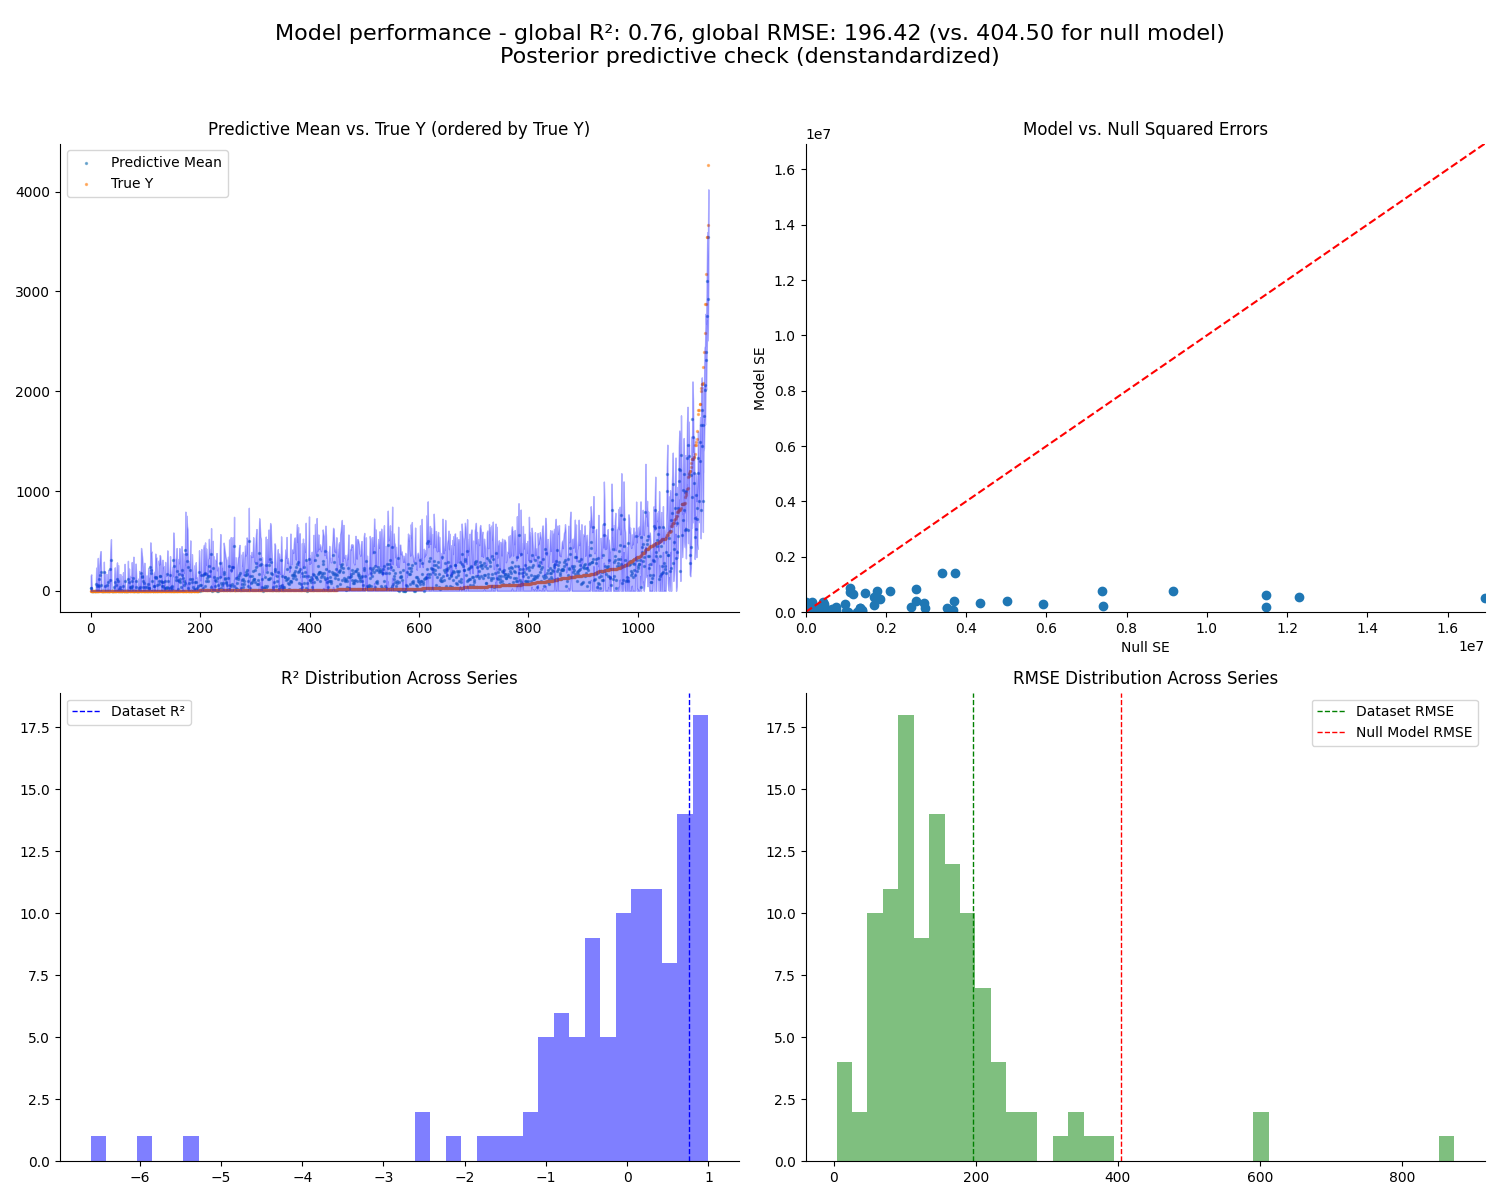 Model performance - global R²: 0.76, global RMSE: 196.42 (vs. 404.50 for null model)
Posterior predictive check (denstandardized)
Predictive Mean vs. True Y (ordered by True Y)
Predictive Mean
True Y
4000
3000
2000
1000
0
0 200 400 600 800 1000
Model vs. Null Squared Errors
1e7
1.6
1.4
1.2
1.0
0.8
0.6
0.4
0.2
0.0
Model SE
0.0 0.2 0.4 0.6 0.8 1.0 1.2 1.4 1.6
Null SE
1e7
R² Distribution Across Series
Dataset R²
17.5
15.0
12.5
10.0
7.5
5.0
2.5
0.0
−6 −5 −4 −3 −2 −1 0 1
RMSE Distribution Across Series
Dataset RMSE
Null Model RMSE
17.5
15.0
12.5
10.0
7.5
5.0
2.5
0.0
0 200 400 600 800